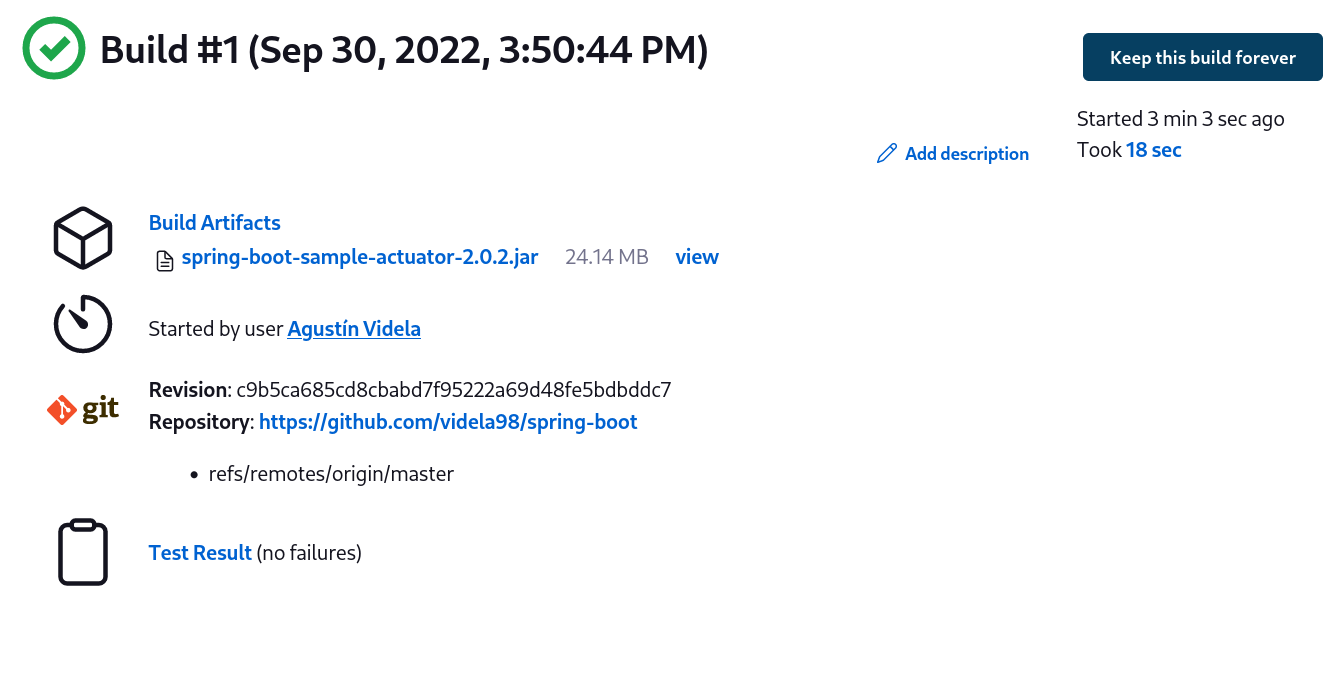 Build #1 (Sep 30, 2022, 3:50:44 PM)
Keep this build forever
Started 3 min 3 sec ago
Took 18 sec
Add description
Build Artifacts
spring-boot-sample-actuator-2.0.2.jar 24.14 MB view
Started by user Agustín Videla
Revision: c9b5ca685cd8cbabd7f95222a69d48fe5bdbddc7
git
Repository: https://github.com/videla98/spring-boot
• refs/remotes/origin/master
Test Result (no failures)